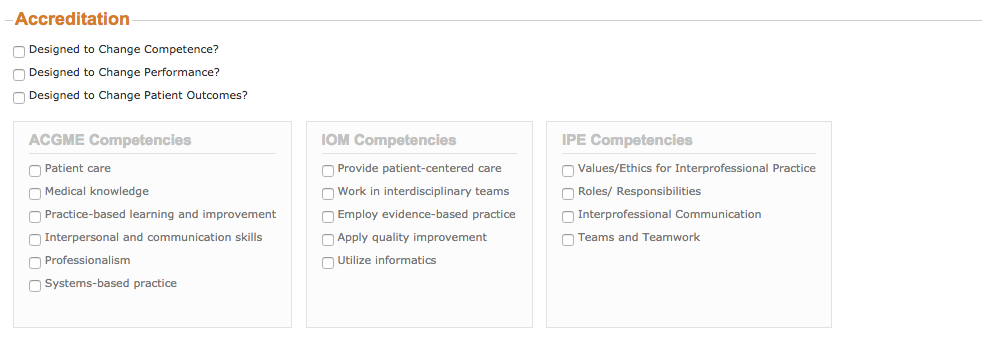 Accreditation
Designed to Change Competence?
Designed to Change Performance?
Designed to Change Patient Outcomes?
ACGME Competencies
Patient care
Medical knowledge
Practice-based learning and improvement
Interpersonal and communication skills
Professionalism
Systems-based practice
IOM Competencies
Provide patient-centered care
Work in interdisciplinary teams
Employ evidence-based practice
Apply quality improvement
Utilize informatics
IPE Competencies
Values/Ethics for Interprofessional Practice
Roles/ Responsibilities
Interprofessional Communication
Teams and Teamwork